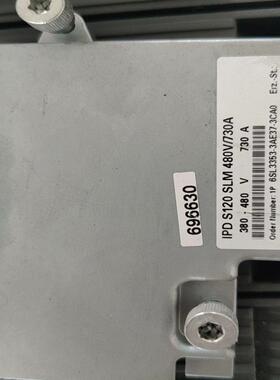 696630
IPD S120 SLM 480V/730A
380 - 480 V 730 A
Order Number: 1P 6SL3353-3AE37-3CA0 Erz.-St.: